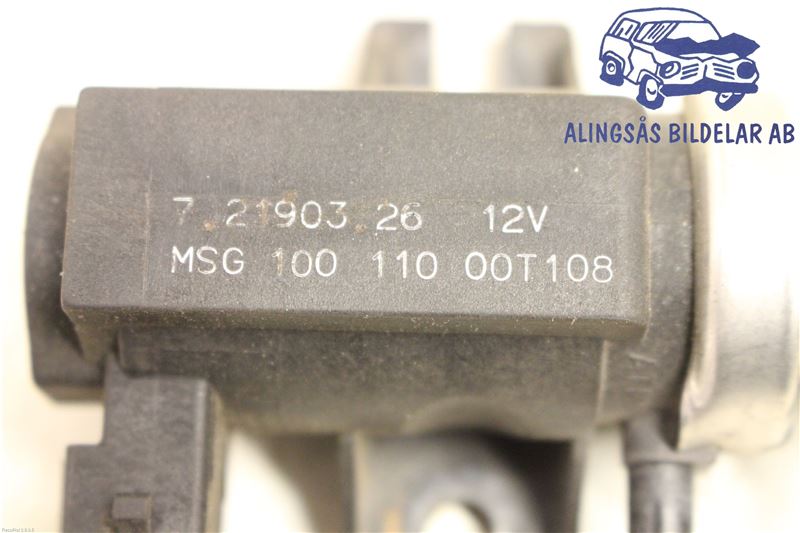 ALINGSÅS BILDELAR AB
7.21903.26 12V
MSG 100 110 00T108